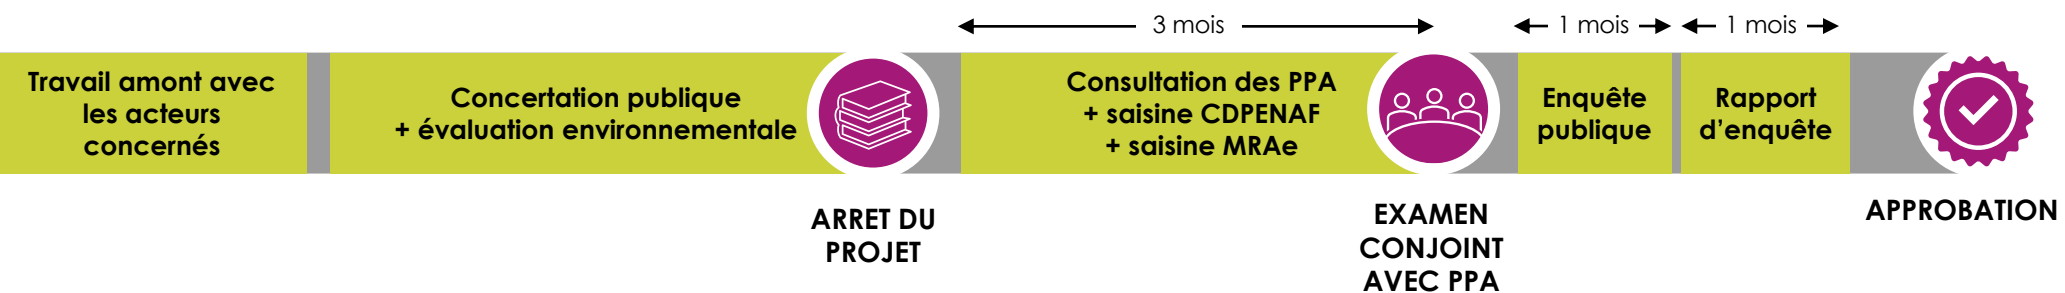 3 mois
1 mois
1 mois
Travail amont avec
les acteurs
concernés
Concertation publique
+ évaluation environnementale
Consultation des PPA
+ saisine CDPENAF
+ saisine MRAe
Enquête
publique
Rapport
d’enquête
ARRET DU
PROJET
EXAMEN
CONJOINT
AVEC PPA
APPROBATION